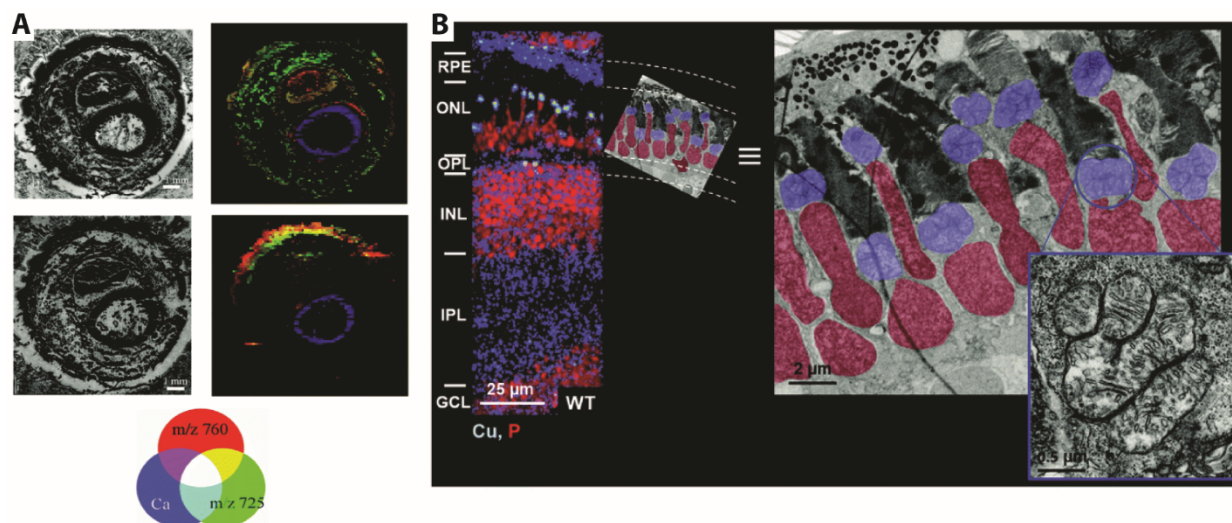 A
1 mm
1 mm
m/z 760
Ca
m/z 725
B
RPE
ONL
OPL
INL
IPL
GCL
25 µm
WT
Cu, P
2 µm
0.5 µm